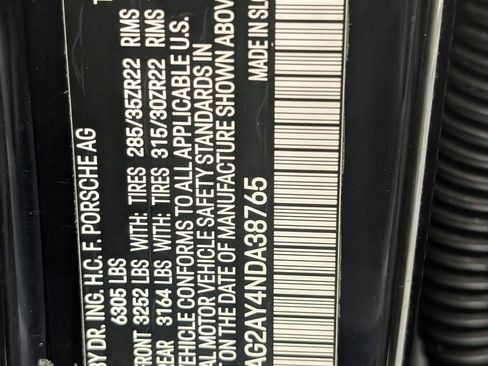 BY DR. ING. H.C. F. PORSCHE AG
6305 LBS
FRONT 3252 LBS WITH: TIRES 285/35ZR22 RIMS
REAR 3164 LBS WITH: TIRES 315/30ZR22 RIMS
VEHICLE CONFORMS TO ALL APPLICABLE U.S.
MOTOR VEHICLE SAFETY STANDARDS IN
ON THE DATE OF MANUFACTURE SHOWN ABOVE
MADE IN SL
AG2AY4NDA38765